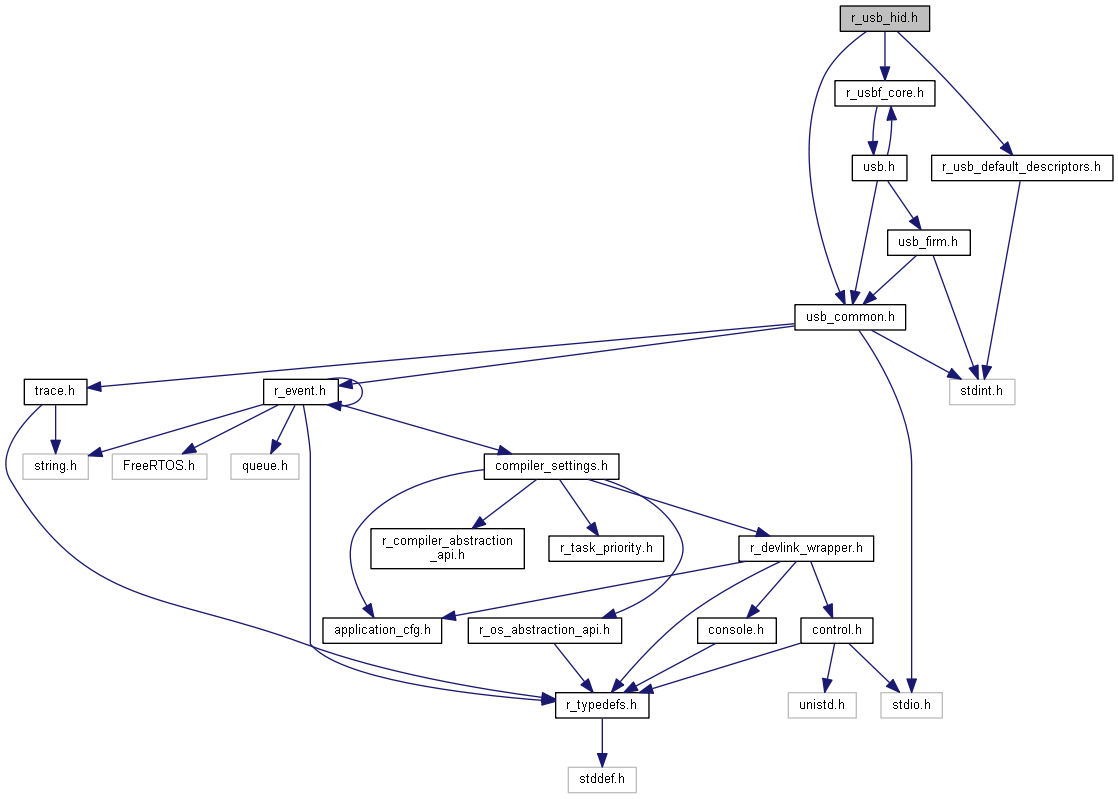 r_usb_hid.h
r_usbf_core.h
usb.h
r_usb_default_descriptors.h
usb_firm.h
usb_common.h
trace.h
r_event.h
stdint.h
string.h
FreeRTOS.h
queue.h
compiler_settings.h
r_compiler_abstraction
_api.h
r_task_priority.h
r_devlink_wrapper.h
application_cfg.h
r_os_abstraction_api.h
console.h
control.h
r_typedefs.h
unistd.h
stdio.h
stddef.h